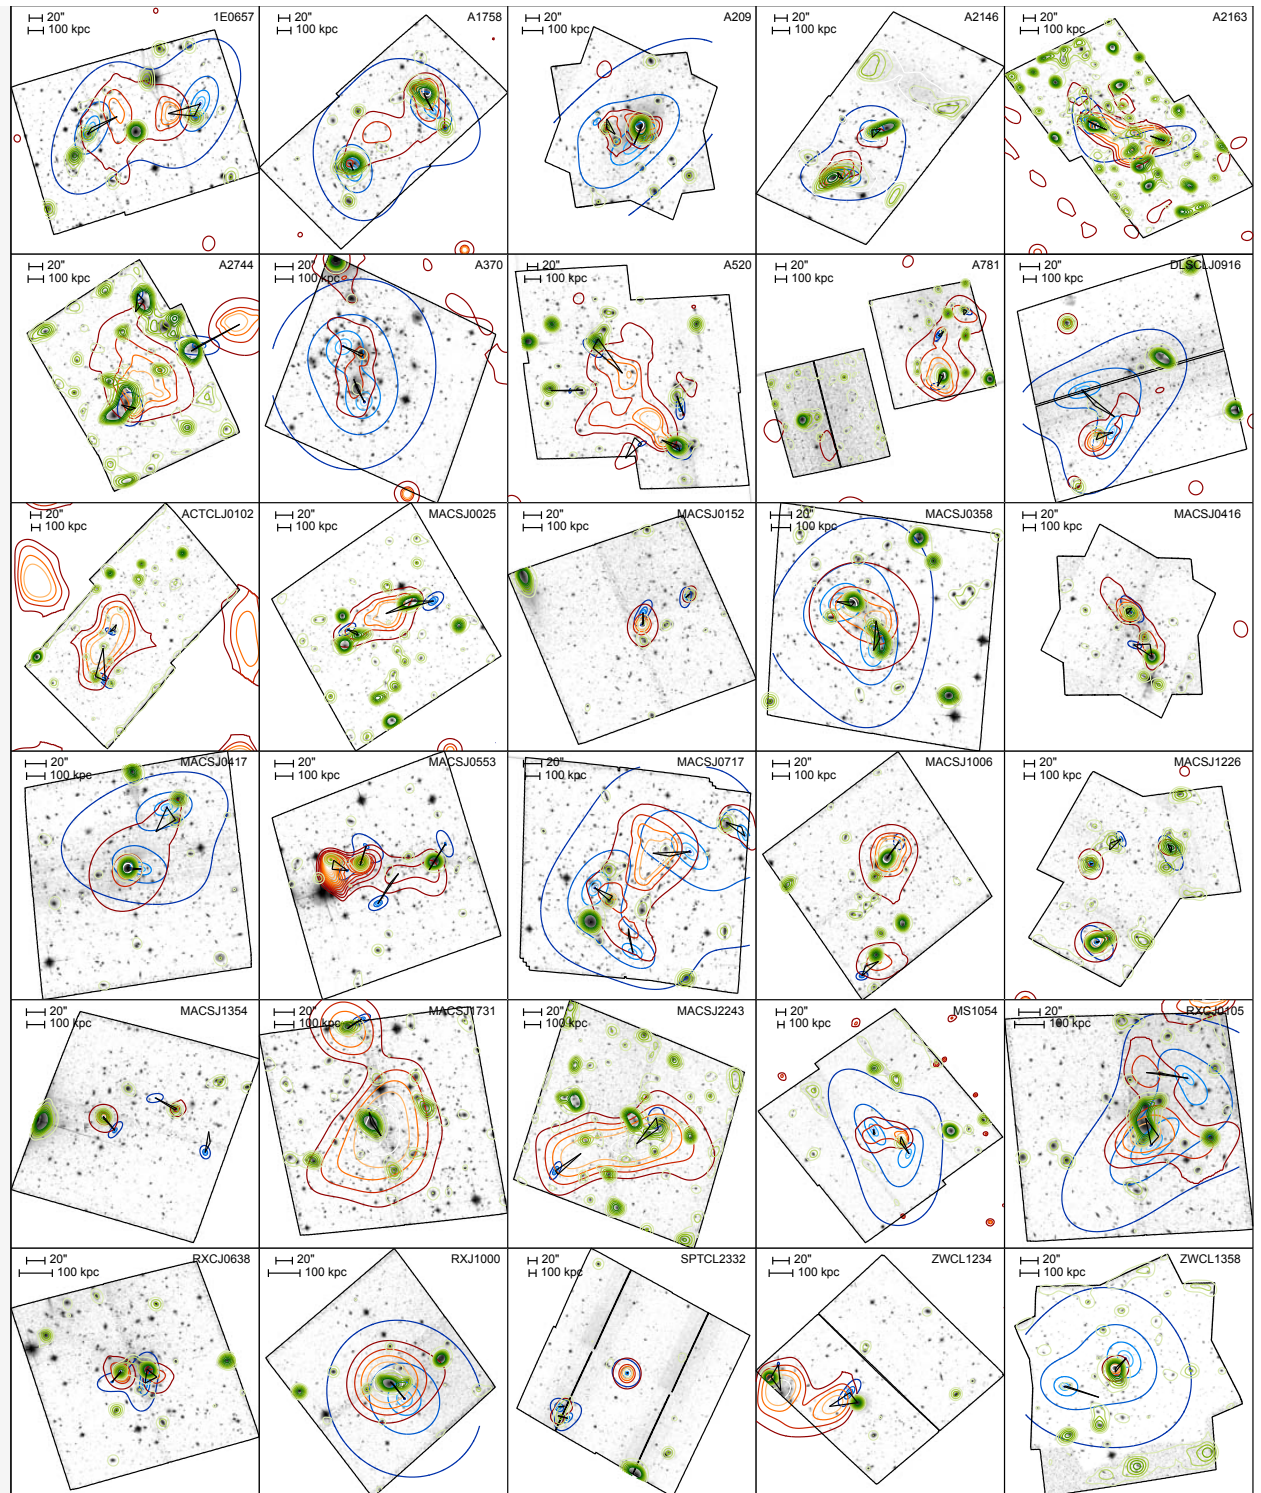 20" 1E0657
100 kpc
20" A1758
100 kpc
20" A209
100 kpc
20" A2146
100 kpc
20" A2163
100 kpc
20" A2744
100 kpc
20" A370
100 kpc
20" A520
100 kpc
20" A781
100 kpc
20" DLSCLJ0916
100 kpc
20" ACTCLJ0102
100 kpc
20" MACSJ0025
100 kpc
20" MACSJ0152
100 kpc
20" MACSJ0358
100 kpc
20" MACSJ0416
100 kpc
20" MACSJ0417
100 kpc
20" MACSJ0553
100 kpc
20" MACSJ0717
100 kpc
20" MACSJ1006
100 kpc
20" MACSJ1226
100 kpc
20" MACSJ1354
100 kpc
20" MACSJ1731
100 kpc
20" MACSJ2243
100 kpc
20" MS1054
100 kpc
20" RXCJ0105
100 kpc
20" RXCJ0638
100 kpc
20" RXJ1000
100 kpc
20" SPTCL2332
100 kpc
20" ZWCL1234
100 kpc
20" ZWCL1358
100 kpc